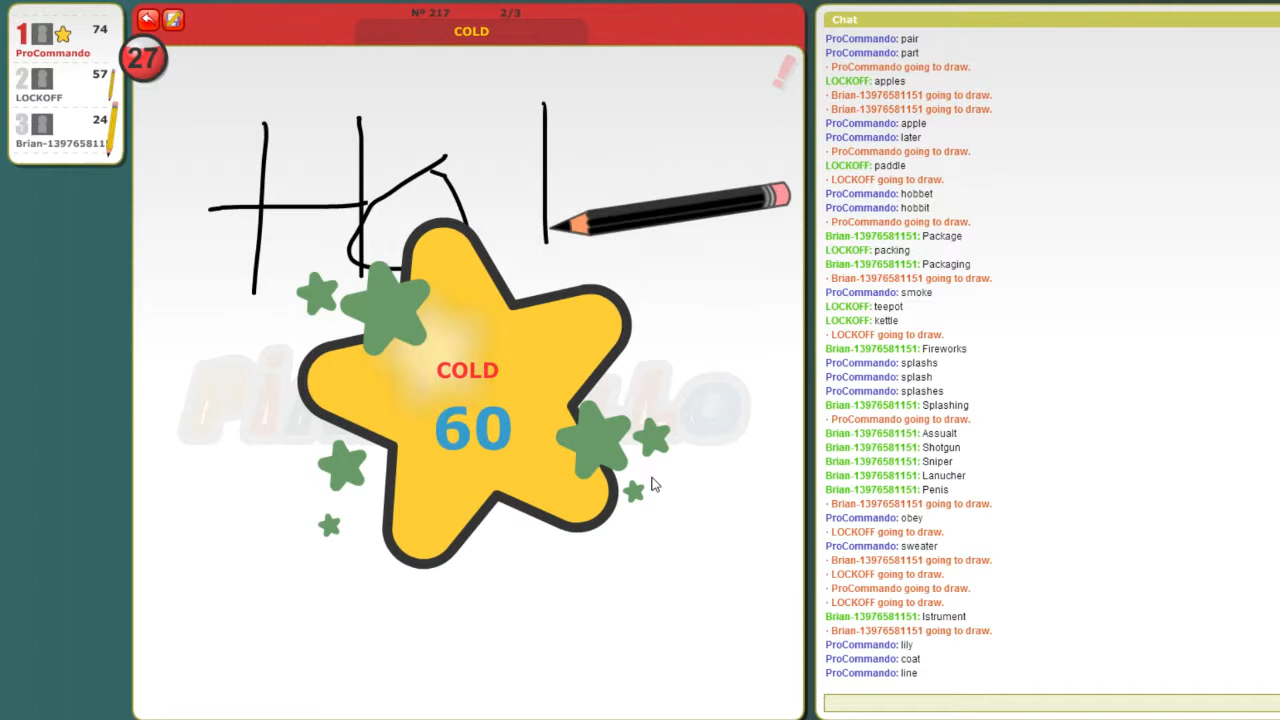 Nº 217 2/3
COLD
1 74
ProCommando
2 57
LOCKOFF
3 24
Brian-1397658115
27
COLD
60
Chat
ProCommando: pair
ProCommando: part
· ProCommando going to draw.
LOCKOFF: apples
· Brian-13976581151 going to draw.
· Brian-13976581151 going to draw.
ProCommando: apple
ProCommando: later
· ProCommando going to draw.
LOCKOFF: paddle
· LOCKOFF going to draw.
ProCommando: hobbet
ProCommando: hobbit
· ProCommando going to draw.
Brian-13976581151: Package
LOCKOFF: packing
Brian-13976581151: Packaging
· Brian-13976581151 going to draw.
ProCommando: smoke
LOCKOFF: teepot
LOCKOFF: kettle
· LOCKOFF going to draw.
Brian-13976581151: Fireworks
ProCommando: splashs
ProCommando: splash
ProCommando: splashes
Brian-13976581151: Splashing
· ProCommando going to draw.
Brian-13976581151: Assualt
Brian-13976581151: Shotgun
Brian-13976581151: Sniper
Brian-13976581151: Lanucher
Brian-13976581151: Penis
· Brian-13976581151 going to draw.
ProCommando: obey
· LOCKOFF going to draw.
ProCommando: sweater
· Brian-13976581151 going to draw.
· LOCKOFF going to draw.
· ProCommando going to draw.
· LOCKOFF going to draw.
Brian-13976581151: Istrument
· Brian-13976581151 going to draw.
ProCommando: lily
ProCommando: coat
ProCommando: line